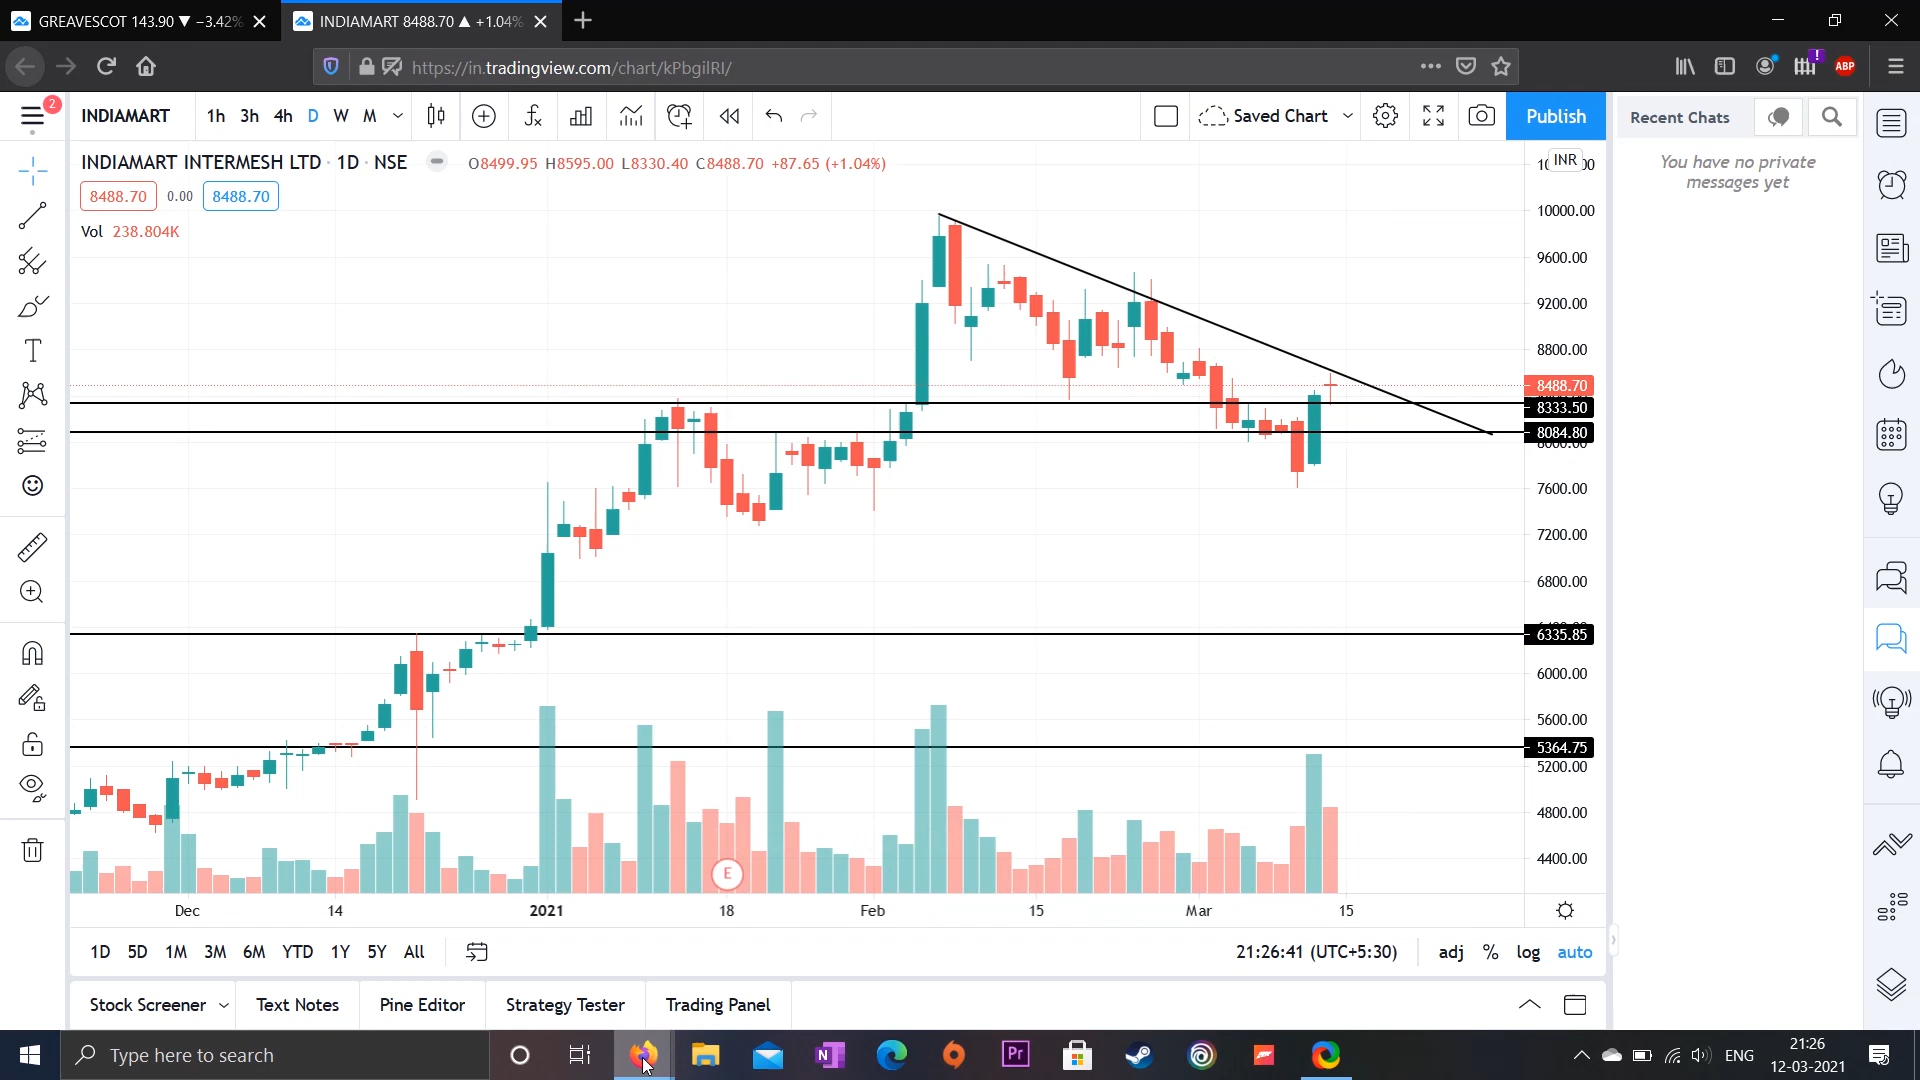 GREAVESCOT 143.90 ▼ −3.42%
INDIAMART 8488.70 ▲ +1.04%
https://in.tradingview.com/chart/kPbgilRI/
ABP
2
INDIAMART
1h 3h 4h D W M
Saved Chart
Publish
Recent Chats
You have no private
messages yet
INDIAMART INTERMESH LTD · 1D · NSE
O8499.95 H8595.00 L8330.40 C8488.70 +87.65 (+1.04%)
8488.70 0.00 8488.70
Vol 238.804K
INR
10000.00
9600.00
9200.00
8800.00
8488.70
8333.50
8084.80
7600.00
7200.00
6800.00
6335.85
6000.00
5600.00
5364.75
5200.00
4800.00
4400.00
E
Dec 14 2021 18 Feb 15 Mar 15
1D 5D 1M 3M 6M YTD 1Y 5Y All
21:26:41 (UTC+5:30)
adj % log auto
Stock Screener Text Notes Pine Editor Strategy Tester Trading Panel
Type here to search
N
Pr
ENG
21:26
12-03-2021